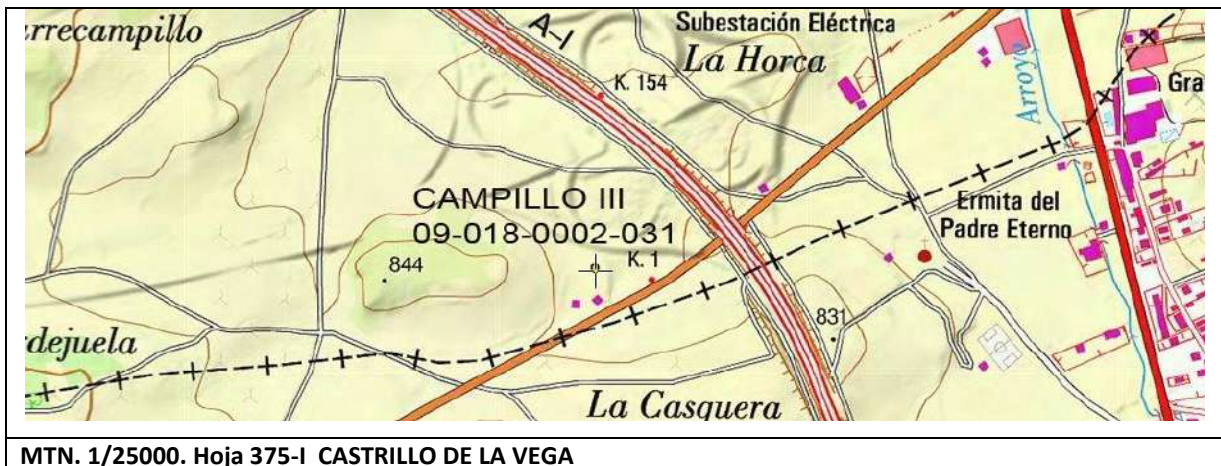 arrecampillo
A-I
Subestación Eléctrica
La Horca
K. 154
Arroyo
Gra
CAMPILLO III
09-018-0002-031
Ermita del
Padre Eterno
844
K. 1
831
dejuela
La Casquera
MTN. 1/25000. Hoja 375-I CASTRILLO DE LA VEGA